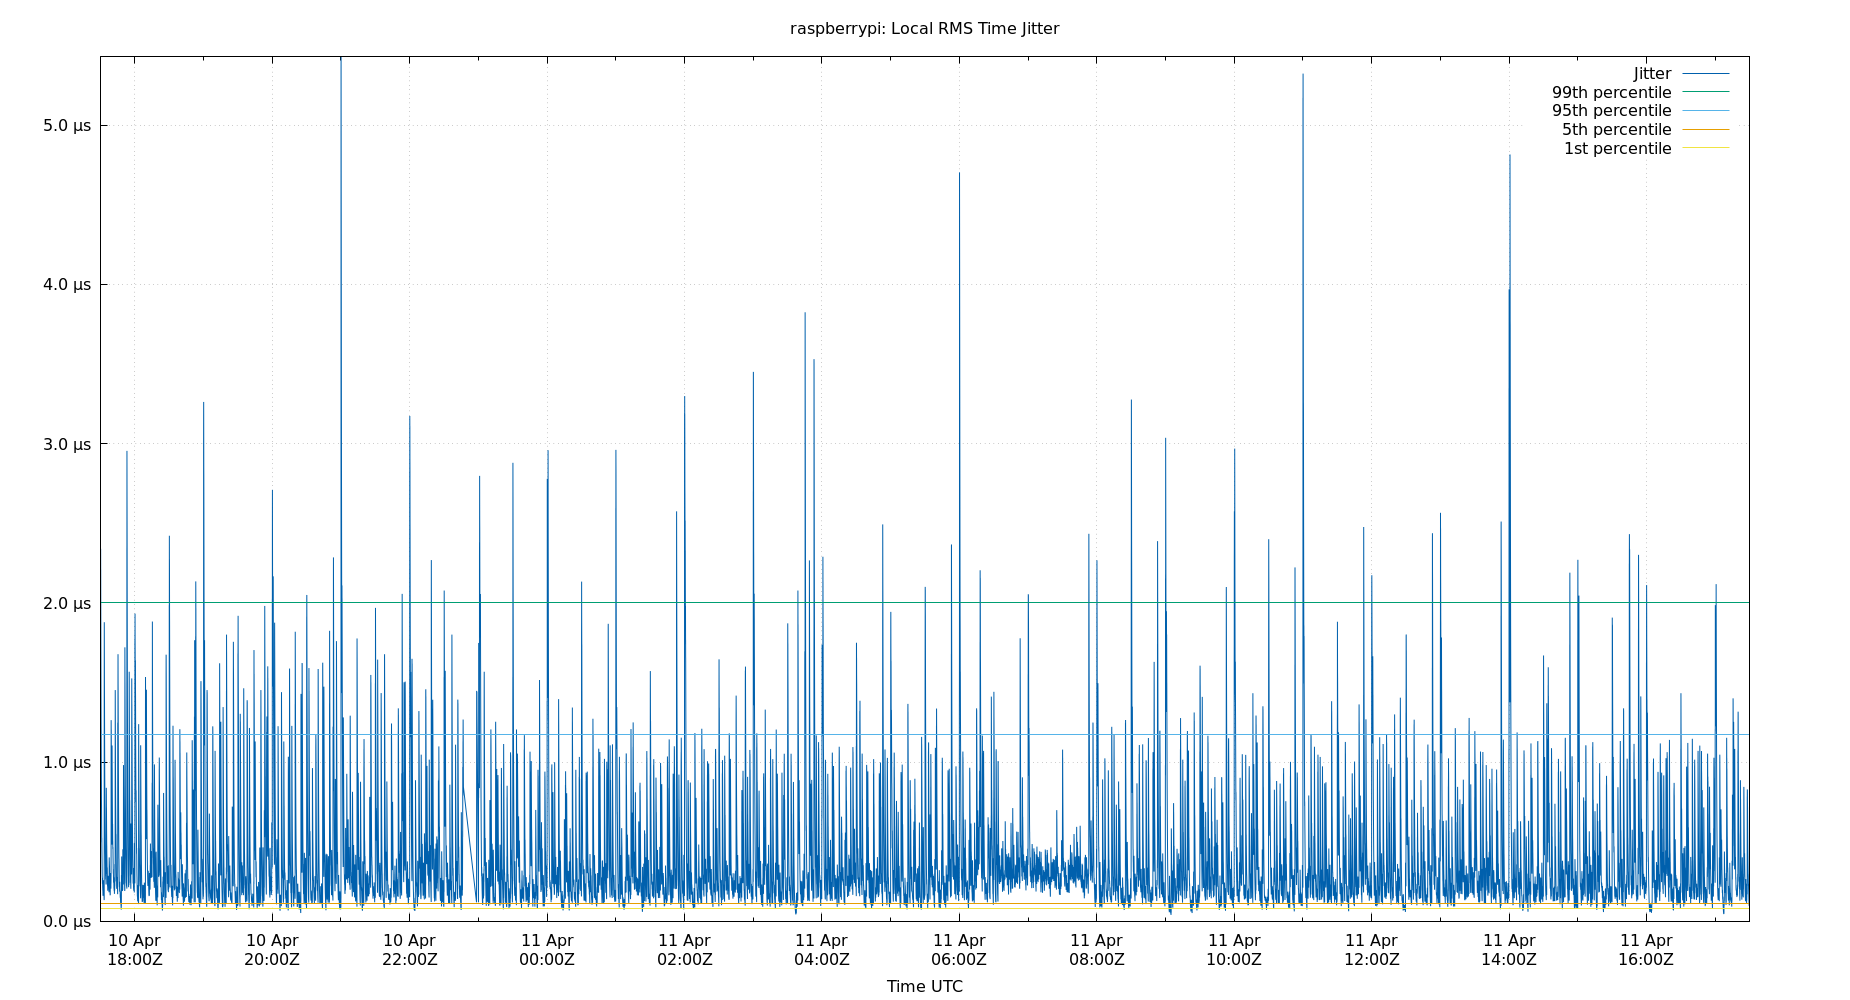 raspberrypi: Local RMS Time Jitter
Jitter
99th percentile
95th percentile
5th percentile
1st percentile
5.0 µs
4.0 µs
3.0 µs
2.0 µs
1.0 µs
0.0 µs
10 Apr 10 Apr 10 Apr 11 Apr 11 Apr 11 Apr 11 Apr 11 Apr 11 Apr 11 Apr 11 Apr 11 Apr
18:00Z 20:00Z 22:00Z 00:00Z 02:00Z 04:00Z 06:00Z 08:00Z 10:00Z 12:00Z 14:00Z 16:00Z
Time UTC